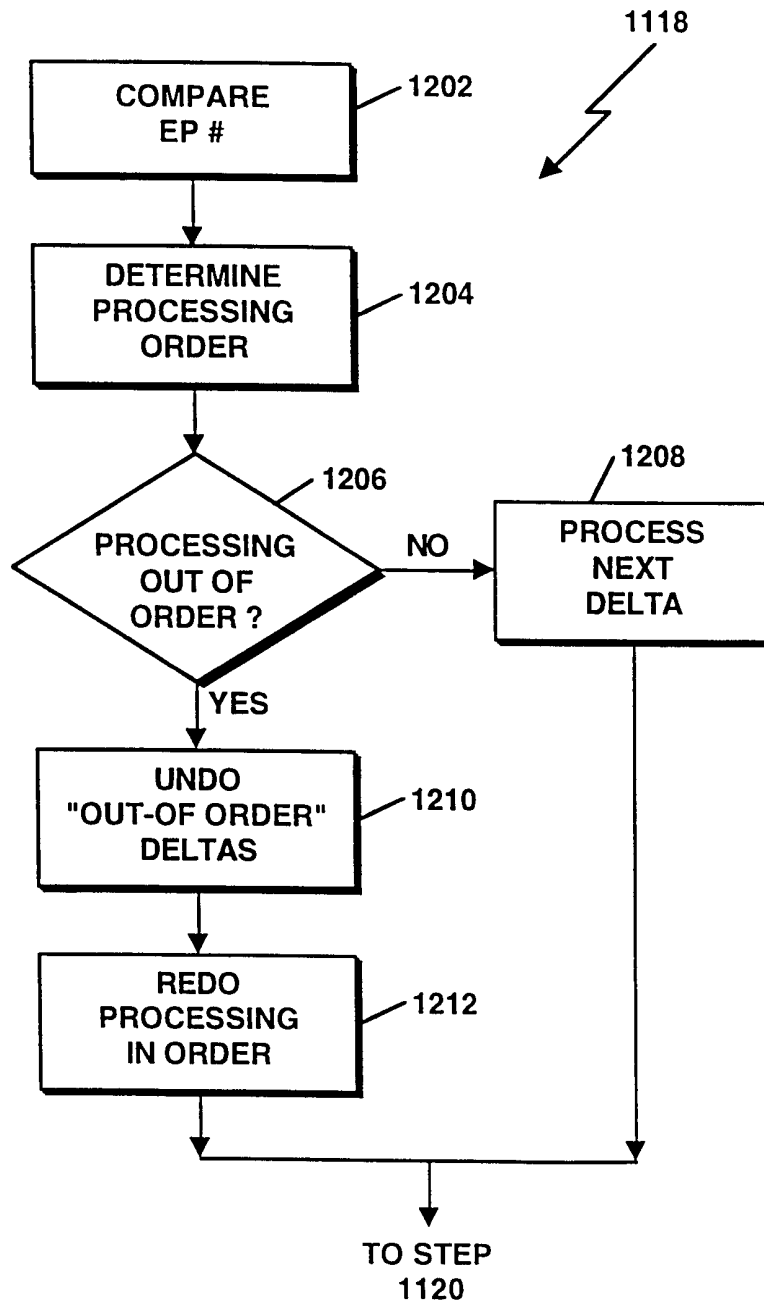 1118
COMPARE
EP #
1202
DETERMINE
PROCESSING
ORDER
1204
PROCESSING
OUT OF
ORDER ?
1206
NO
1208
PROCESS
NEXT
DELTA
YES
UNDO
"OUT-OF ORDER"
DELTAS
1210
REDO
PROCESSING
IN ORDER
1212
TO STEP
1120